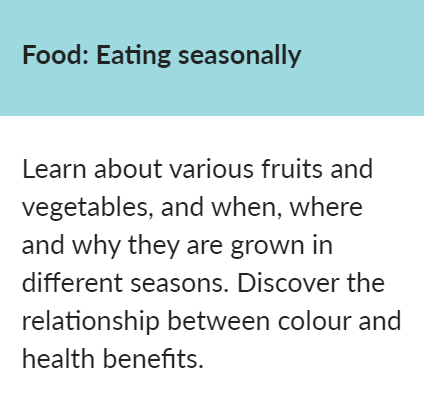 Food: Eating seasonally
Learn about various fruits and
vegetables, and when, where
and why they are grown in
different seasons. Discover the
relationship between colour and
health benefits.